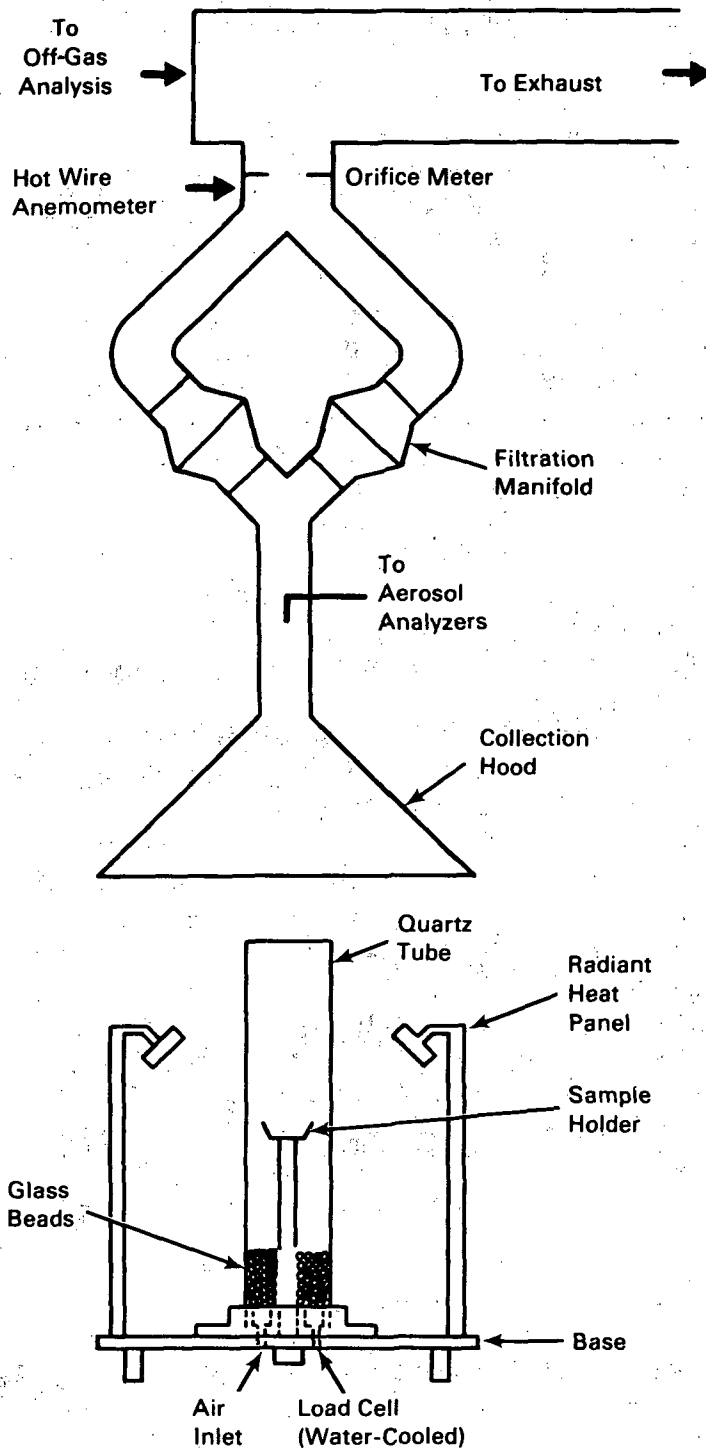 To
Off-Gas
Analysis
To Exhaust
Hot Wire
Anemometer
Orifice Meter
Filtration
Manifold
To
Aerosol
Analyzers
Collection
Hood
Quartz
Tube
Radiant
Heat
Panel
Sample
Holder
Glass
Beads
Base
Air
Inlet
Load Cell
(Water-Cooled)